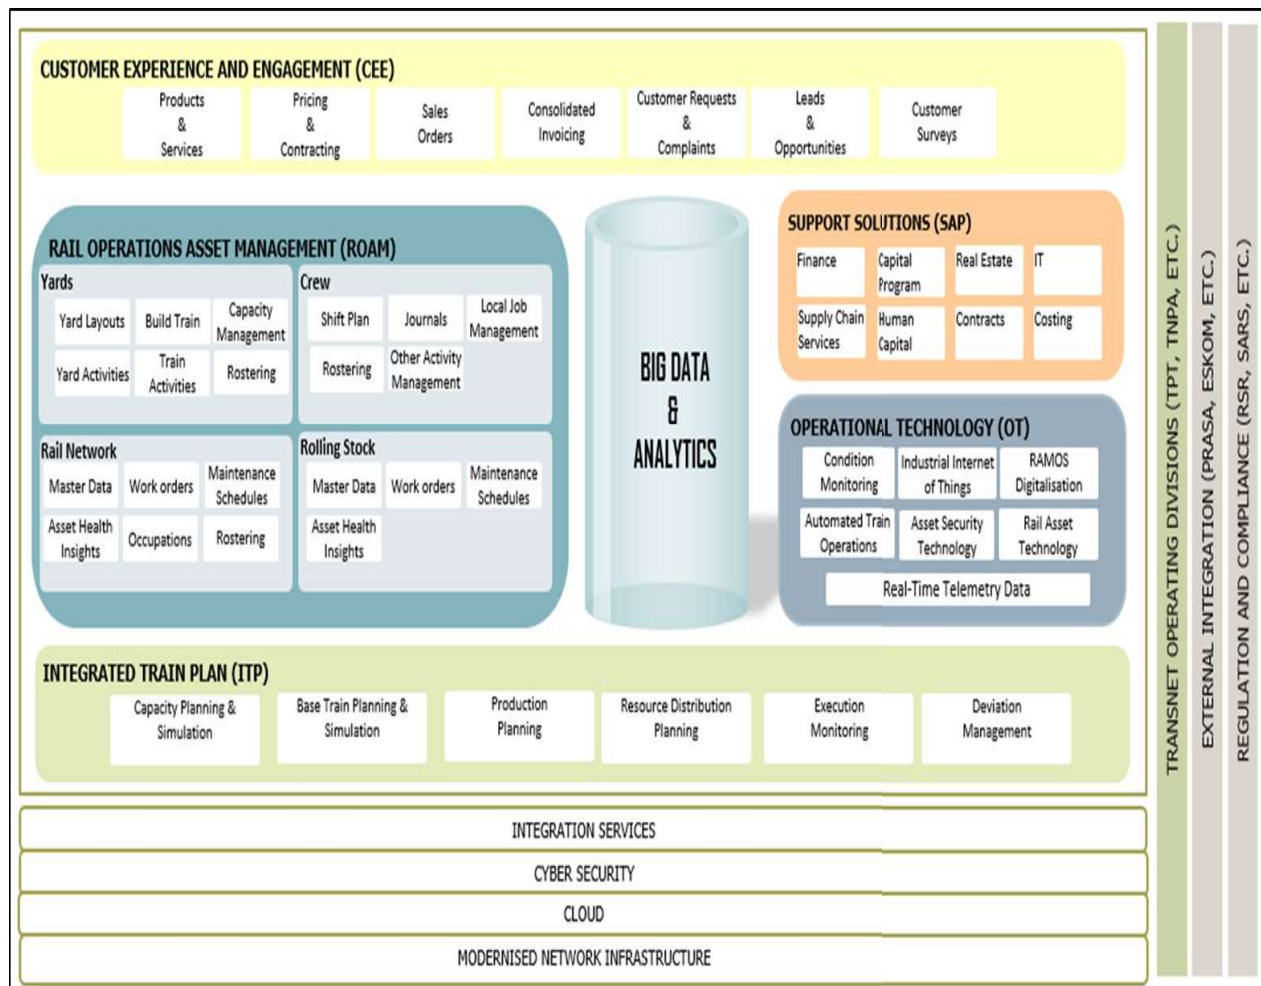 CUSTOMER EXPERIENCE AND ENGAGEMENT (CEE)
Products
&
Services
Pricing
&
Contracting
Sales
Orders
Consolidated
Invoicing
Customer Requests
&
Complaints
Leads
&
Opportunities
Customer
Surveys
RAIL OPERATIONS ASSET MANAGEMENT (ROAM)
Yards
Yard Layouts
Build Train
Capacity
Management
Yard Activities
Train
Activities
Rostering
Crew
Shift Plan
Journals
Local Job
Management
Rostering
Other Activity
Management
Rail Network
Master Data
Work orders
Maintenance
Schedules
Asset Health
Insights
Occupations
Rostering
Rolling Stock
Master Data
Work orders
Maintenance
Schedules
Asset Health
Insights
BIG DATA
&
ANALYTICS
SUPPORT SOLUTIONS (SAP)
Finance
Capital
Program
Real Estate
IT
Supply Chain
Services
Human
Capital
Contracts
Costing
OPERATIONAL TECHNOLOGY (OT)
Condition
Monitoring
Industrial Internet
of Things
RAMOS
Digitalisation
Automated Train
Operations
Asset Security
Technology
Rail Asset
Technology
Real-Time Telemetry Data
INTEGRATED TRAIN PLAN (ITP)
Capacity Planning &
Simulation
Base Train Planning &
Simulation
Production
Planning
Resource Distribution
Planning
Execution
Monitoring
Deviation
Management
INTEGRATION SERVICES
CYBER SECURITY
CLOUD
MODERNISED NETWORK INFRASTRUCTURE
TRANSNET OPERATING DIVISIONS (TPT, TNPA, ETC.)
EXTERNAL INTEGRATION (PRASA, ESKOM, ETC.)
REGULATION AND COMPLIANCE (RSR, SARS, ETC.)